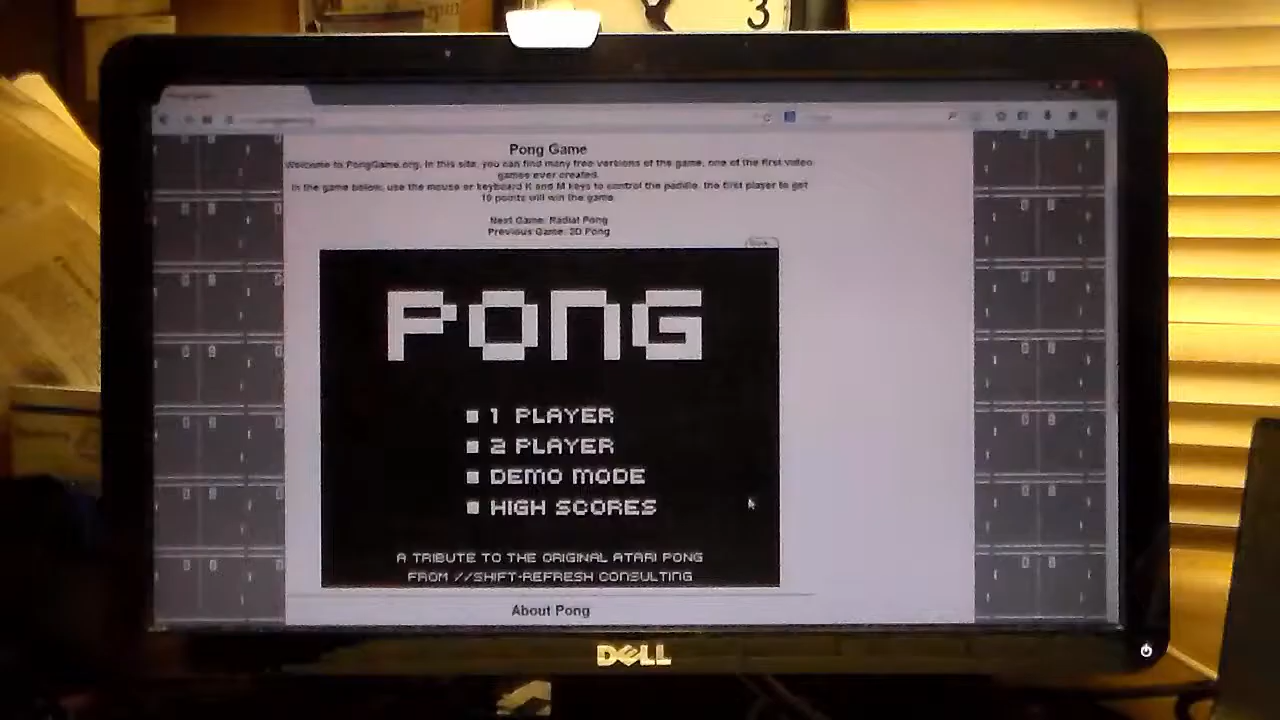 3
Pong Game
Welcome to PongGame.org, In this site, you can find many free versions of the game, one of the first video
games ever created.
In the game below, use the mouse or keyboard K and M keys to control the paddle, the first player to get
10 points will win the game.
Next Game: Radial Pong
Previous Game: 2D Pong
PONG
1 PLAYER
2 PLAYER
DEMO MODE
HIGH SCORES
A TRIBUTE TO THE ORIGINAL ATARI PONG
FROM //SHIFT-REFRESH CONSULTING
About Pong
DELL